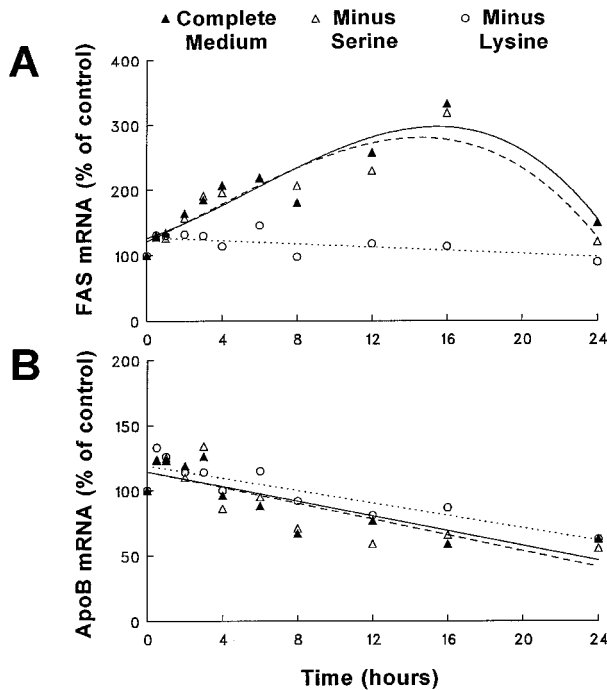 ▲ Complete Medium △ Minus Serine ○ Minus Lysine
A
FAS mRNA (% of control)
400
300
200
100
0
0 4 8 12 16 20 24
B
ApoB mRNA (% of control)
200
150
100
50
0
0 4 8 12 16 20 24
Time (hours)